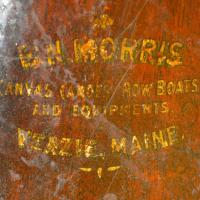 B.N. MORRIS
CANVAS CANOES, ROW BOATS
AND EQUIPMENTS
VEAZIE, MAINE.